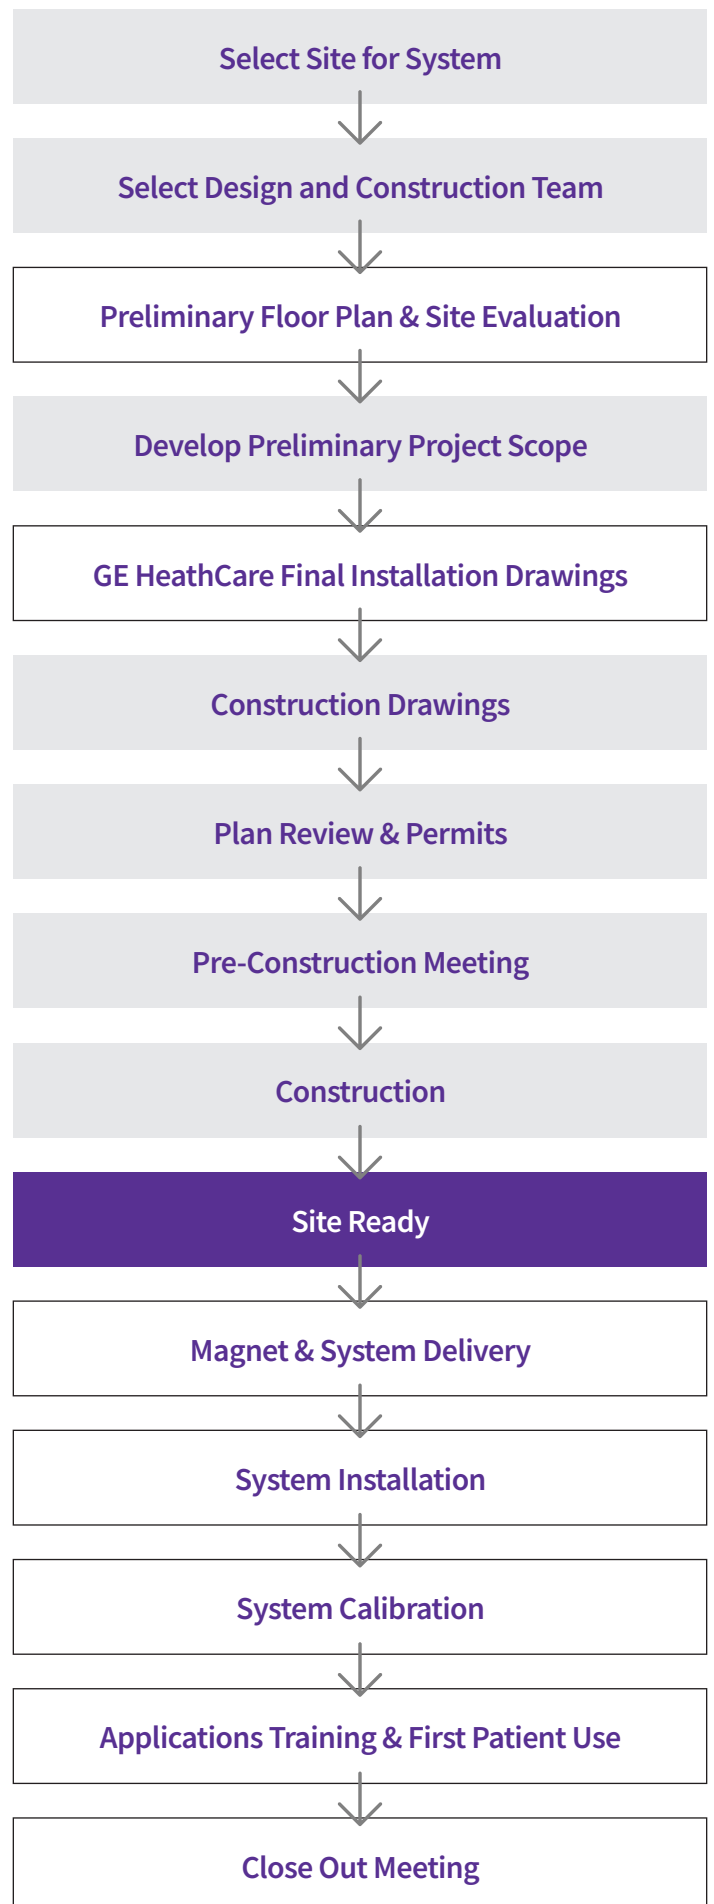 Select Site for System
Select Design and Construction Team
Preliminary Floor Plan & Site Evaluation
Develop Preliminary Project Scope
GE HeathCare Final Installation Drawings
Construction Drawings
Plan Review & Permits
Pre-Construction Meeting
Construction
Site Ready
Magnet & System Delivery
System Installation
System Calibration
Applications Training & First Patient Use
Close Out Meeting